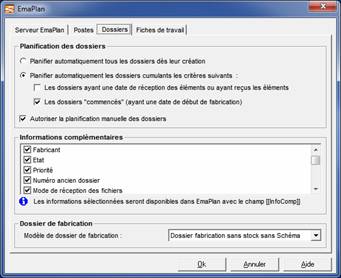 EmaPlan
Serveur EmaPlan Postes Dossiers Fiches de travail
Planification des dossiers
Planifier automatiquement tous les dossiers dès leur création
Planifier automatiquement les dossiers cumulants les critères suivants :
Les dossiers ayant une date de réception des éléments ou ayant reçus les éléments
Les dossiers "commencés" (ayant une date de début de fabrication)
Autoriser la planification manuelle des dossiers
Informations complémentaires
Fabricant
Etat
Priorité
Numéro ancien dossier
Mode de réception des fichiers
Les informations sélectionnées seront disponibles dans EmaPlan avec le champ [[InfoComp]]
Dossier de fabrication
Modèle de dossier de fabrication : Dossier fabrication sans stock sans Schéma
Ok Annuler Aide